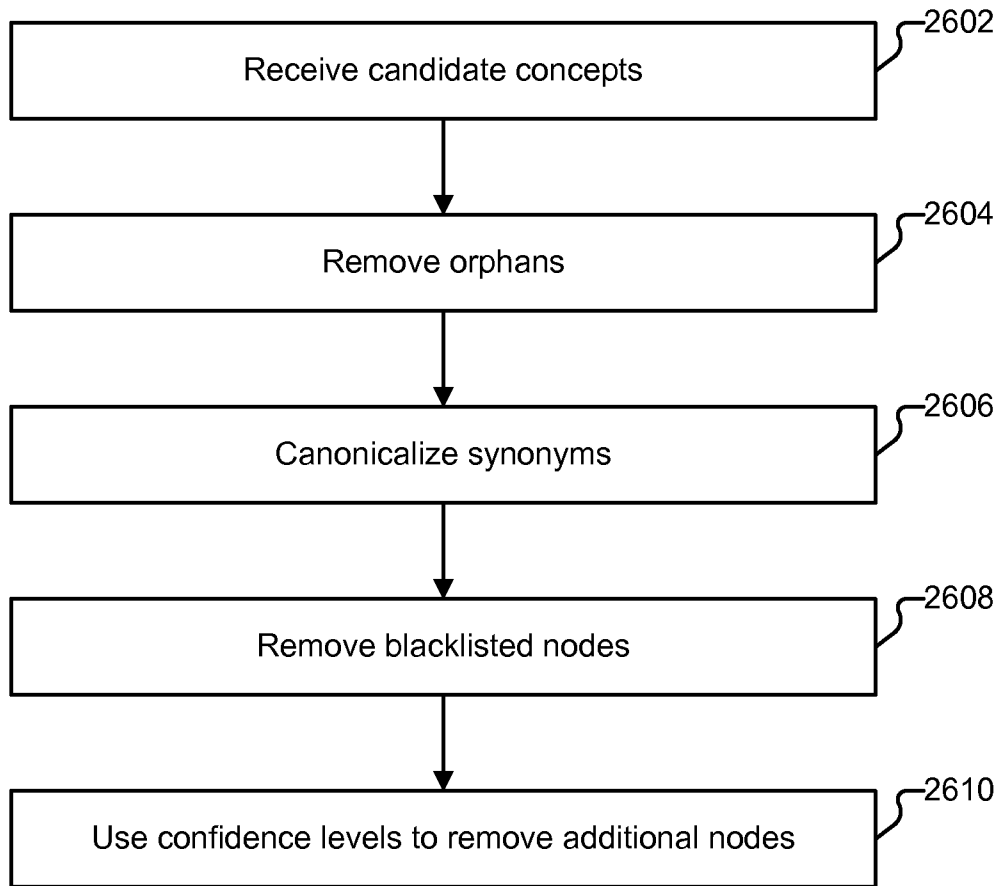 2602
Receive candidate concepts
2604
Remove orphans
2606
Canonicalize synonyms
2608
Remove blacklisted nodes
2610
Use confidence levels to remove additional nodes